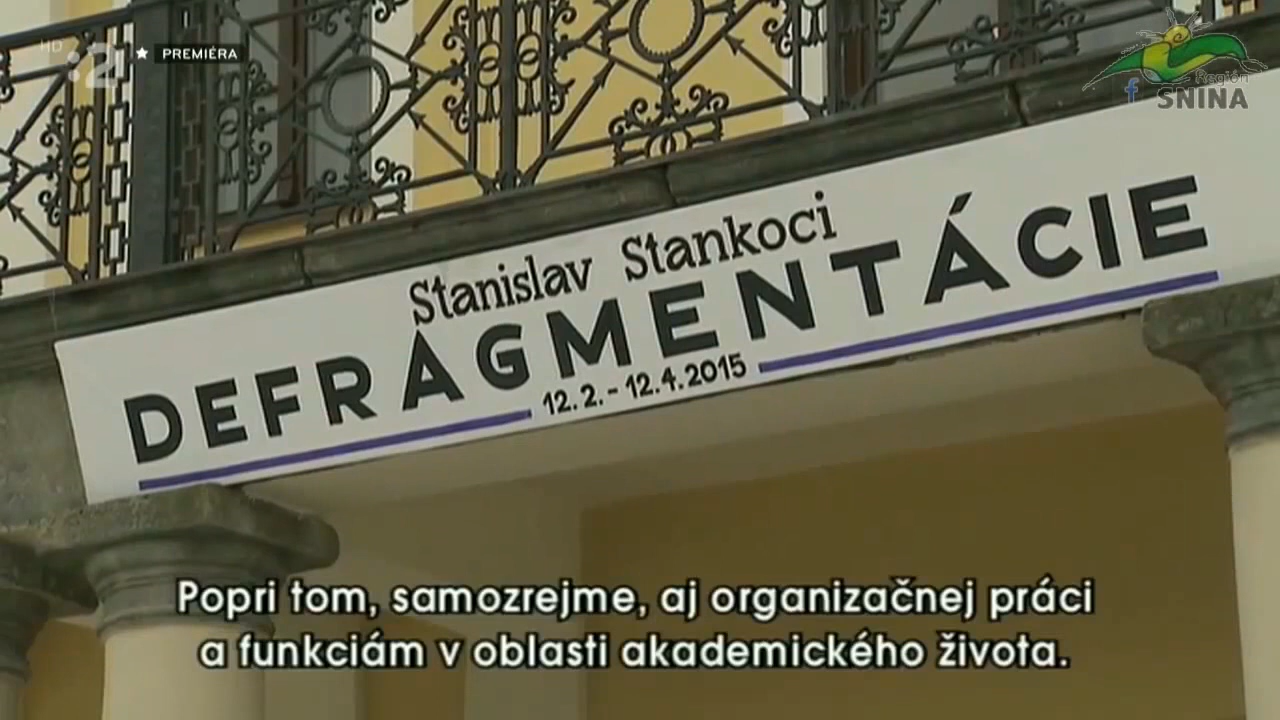 HD
:2
PREMIÉRA
Región
f SNINA
Stanislav Stankoci
DEFRAGMENTÁCIE
12.2. - 12.4.2015
Popri tom, samozrejme, aj organizačnej práci
a funkciám v oblasti akademického života.